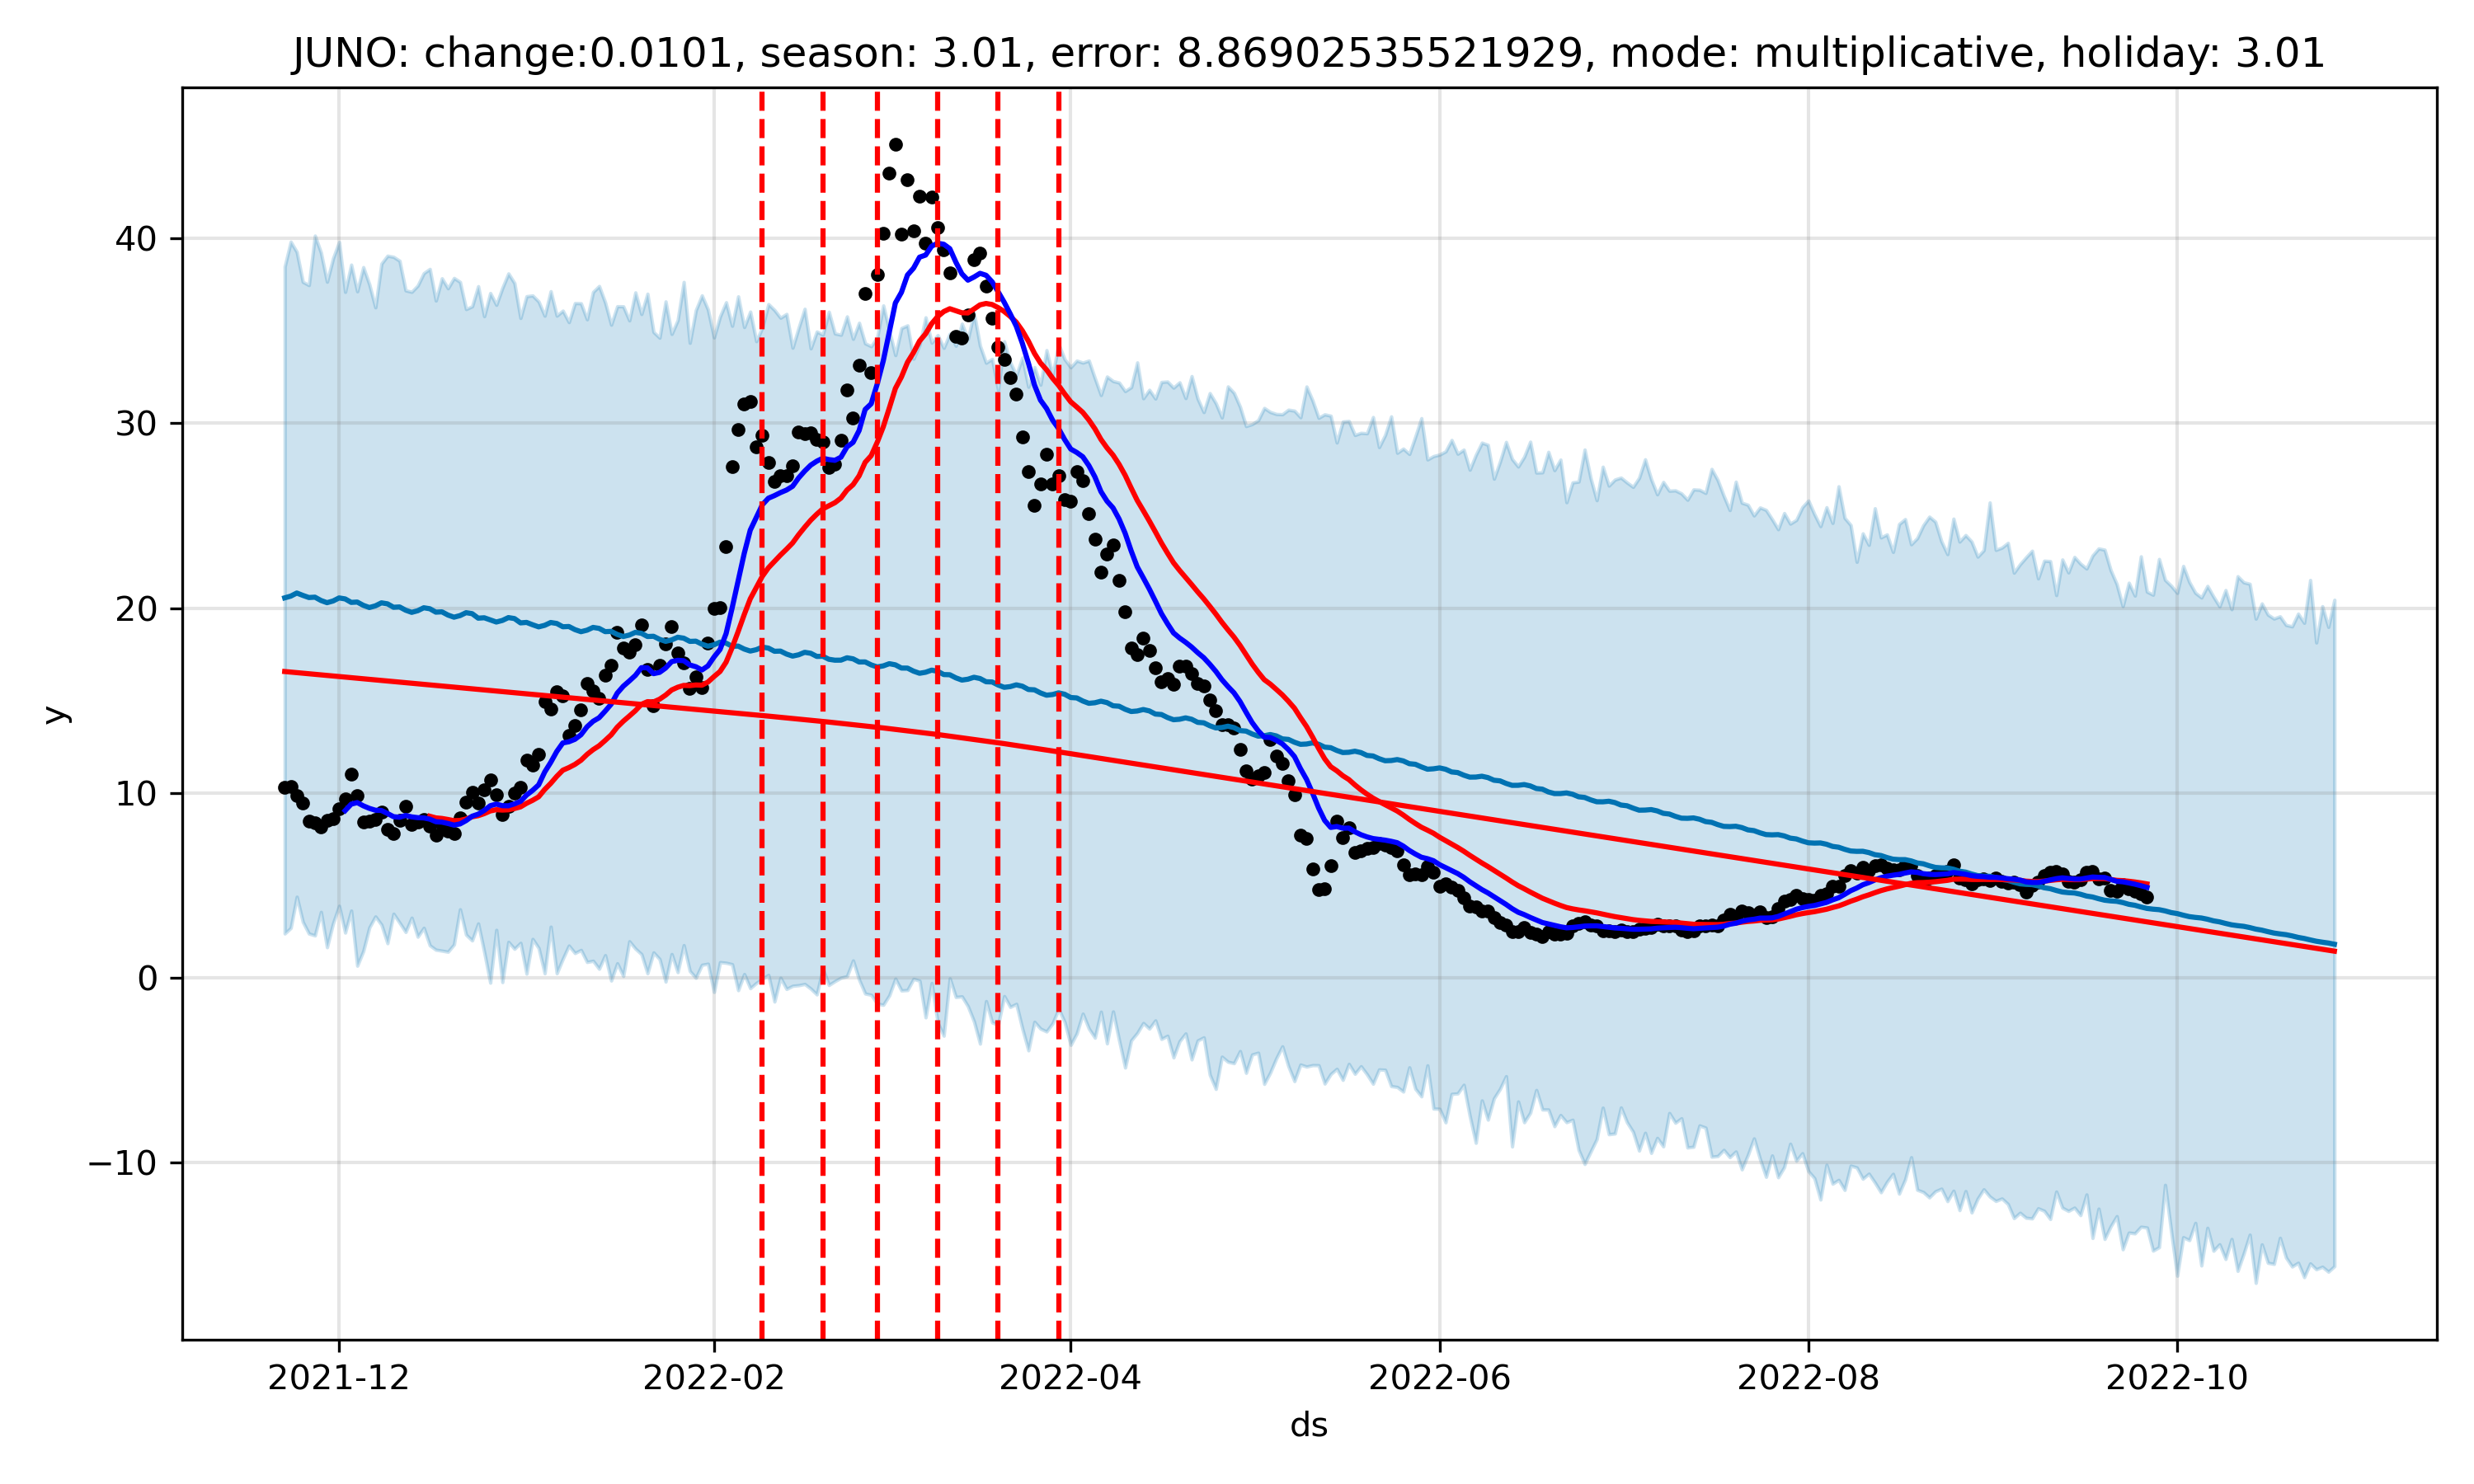 JUNO: change:0.0101, season: 3.01, error: 8.86902535521929, mode: multiplicative, holiday: 3.01
40
30
20
10
0
−10
y
2021-12 2022-02 2022-04 2022-06 2022-08 2022-10
ds